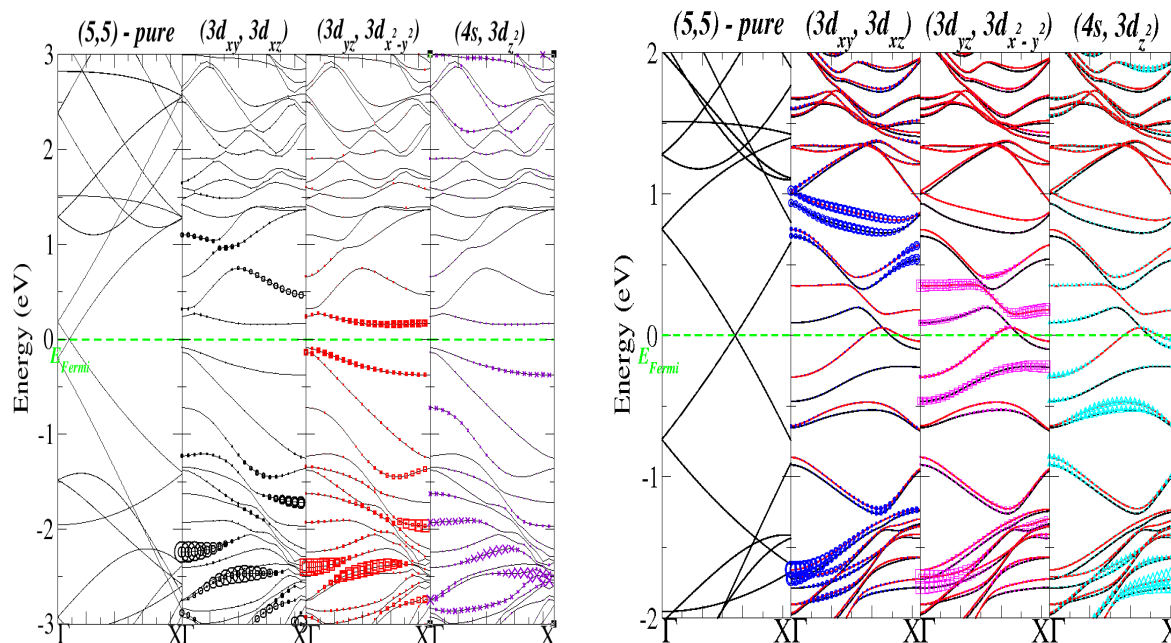 (5,5) - pure (3d_xy, 3d_xz) (3d_yz, 3d_x²-y²) (4s, 3d_z²)
3
2
1
0
-1
-2
-3
Energy (eV)
E_Fermi
Γ XΓ XΓ XΓ X
(5,5) - pure (3d_xy, 3d_xz) (3d_yz, 3d_x²-y²) (4s, 3d_z²)
2
1
0
-1
-2
Energy (eV)
E_Fermi
Γ XΓ XΓ XΓ X